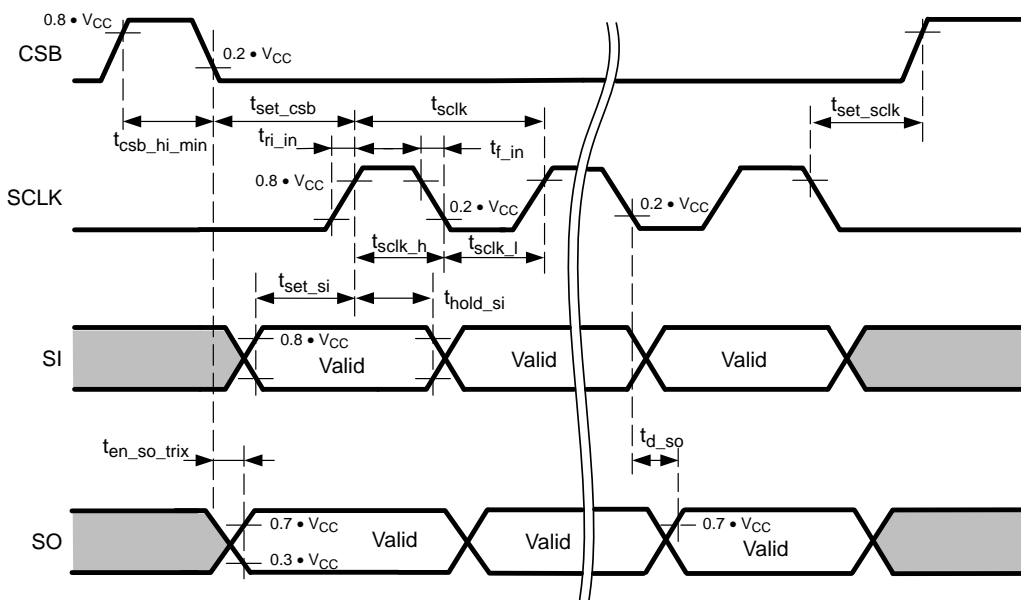 0.8 • VCC
CSB
0.2 • VCC
tset_csb
tsclk
tset_sclk
tcsb_hi_min
tri_in
tf_in
0.8 • VCC
SCLK
0.2 • VCC
0.2 • VCC
tsclk_h
tsclk_l
tset_si
thold_si
0.8 • VCC
SI
Valid
Valid
Valid
ten_so_trix
td_so
0.7 • VCC
0.7 • VCC
SO
Valid
Valid
Valid
0.3 • VCC